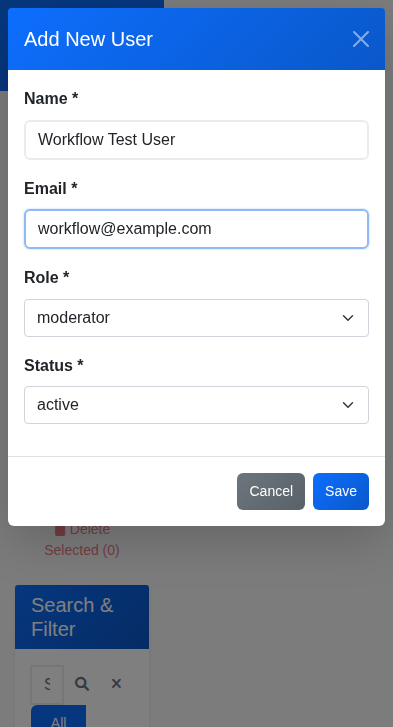 Add New User
Name *
Workflow Test User
Email *
workflow@example.com
Role *
moderator
Status *
active
Cancel Save
Delete
Selected (0)
Search &
Filter
S
All